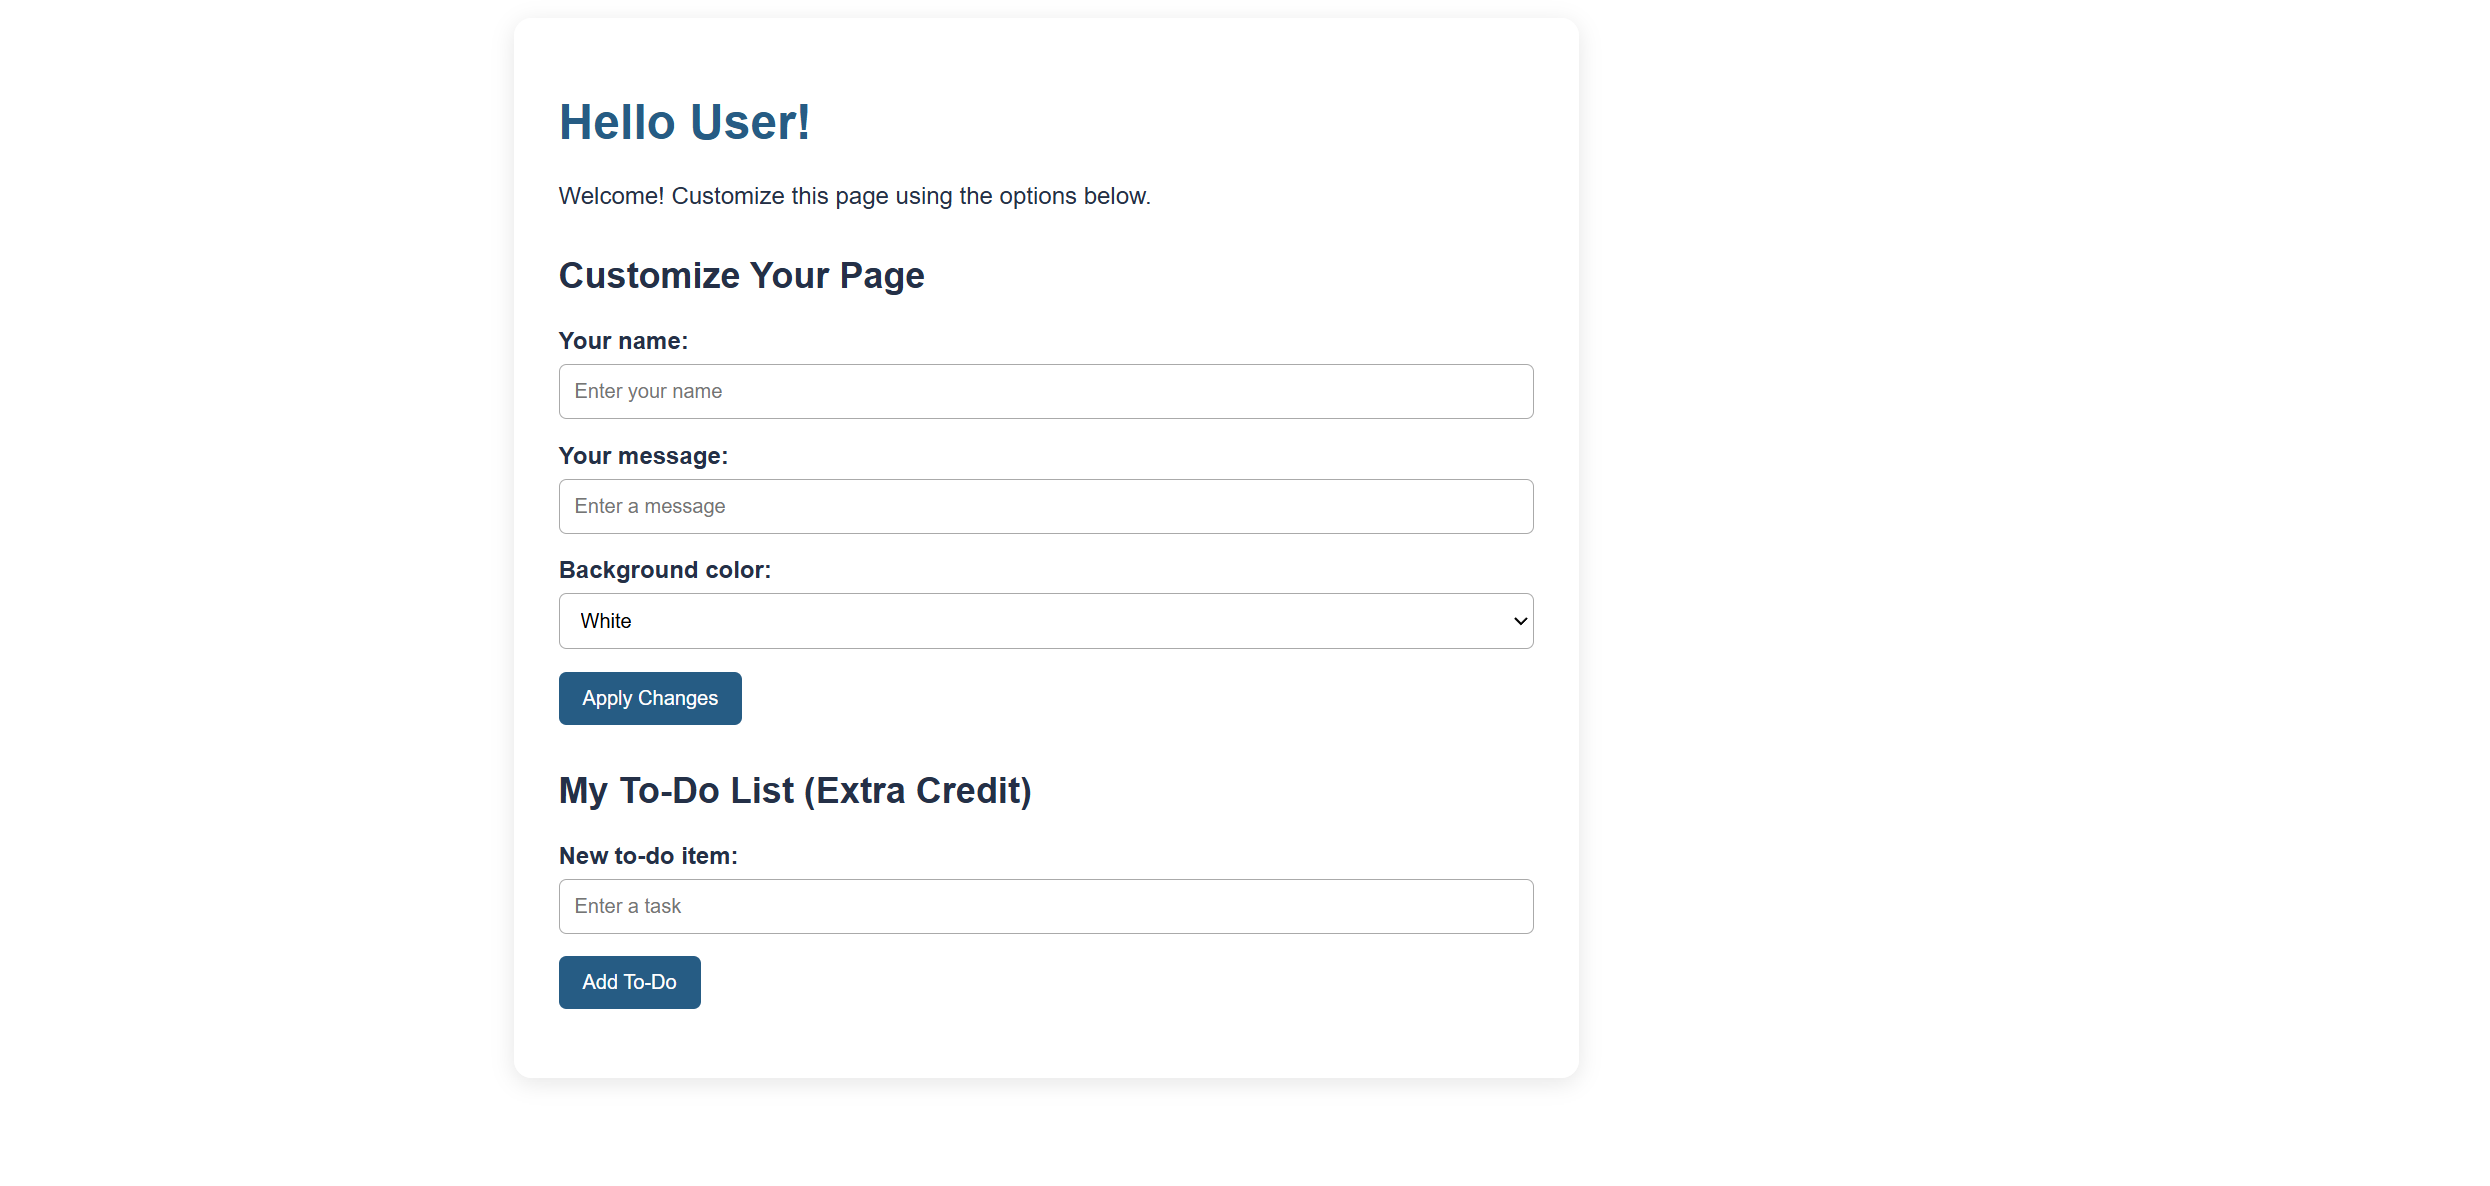 Hello User!
Welcome! Customize this page using the options below.
Customize Your Page
Your name:
Enter your name
Your message:
Enter a message
Background color:
White
Apply Changes
My To-Do List (Extra Credit)
New to-do item:
Enter a task
Add To-Do